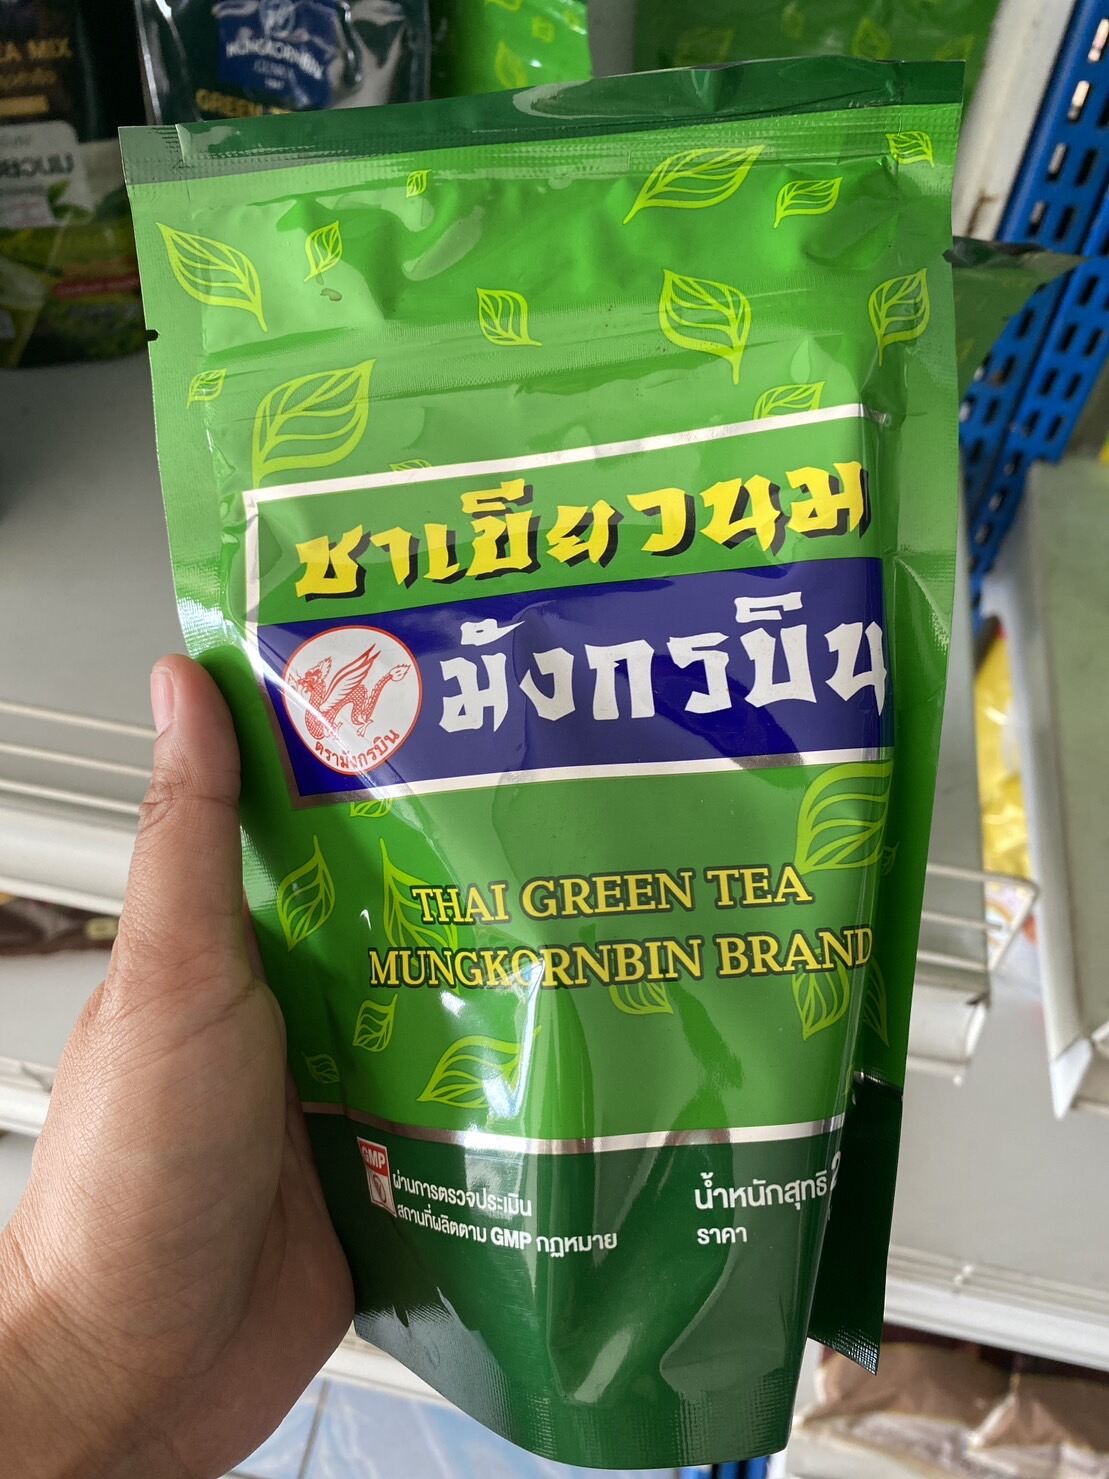 MUNGKORNBIN
GREEN
ชาเขียวนม
มังกรบิน
ตรามังกรบิน
THAI GREEN TEA
MUNGKORNBIN BRAND
GMP
ผ่านการตรวจประเมิน
สถานที่ผลิตตาม GMP กฎหมาย
น้ำหนักสุทธิ 2
ราคา